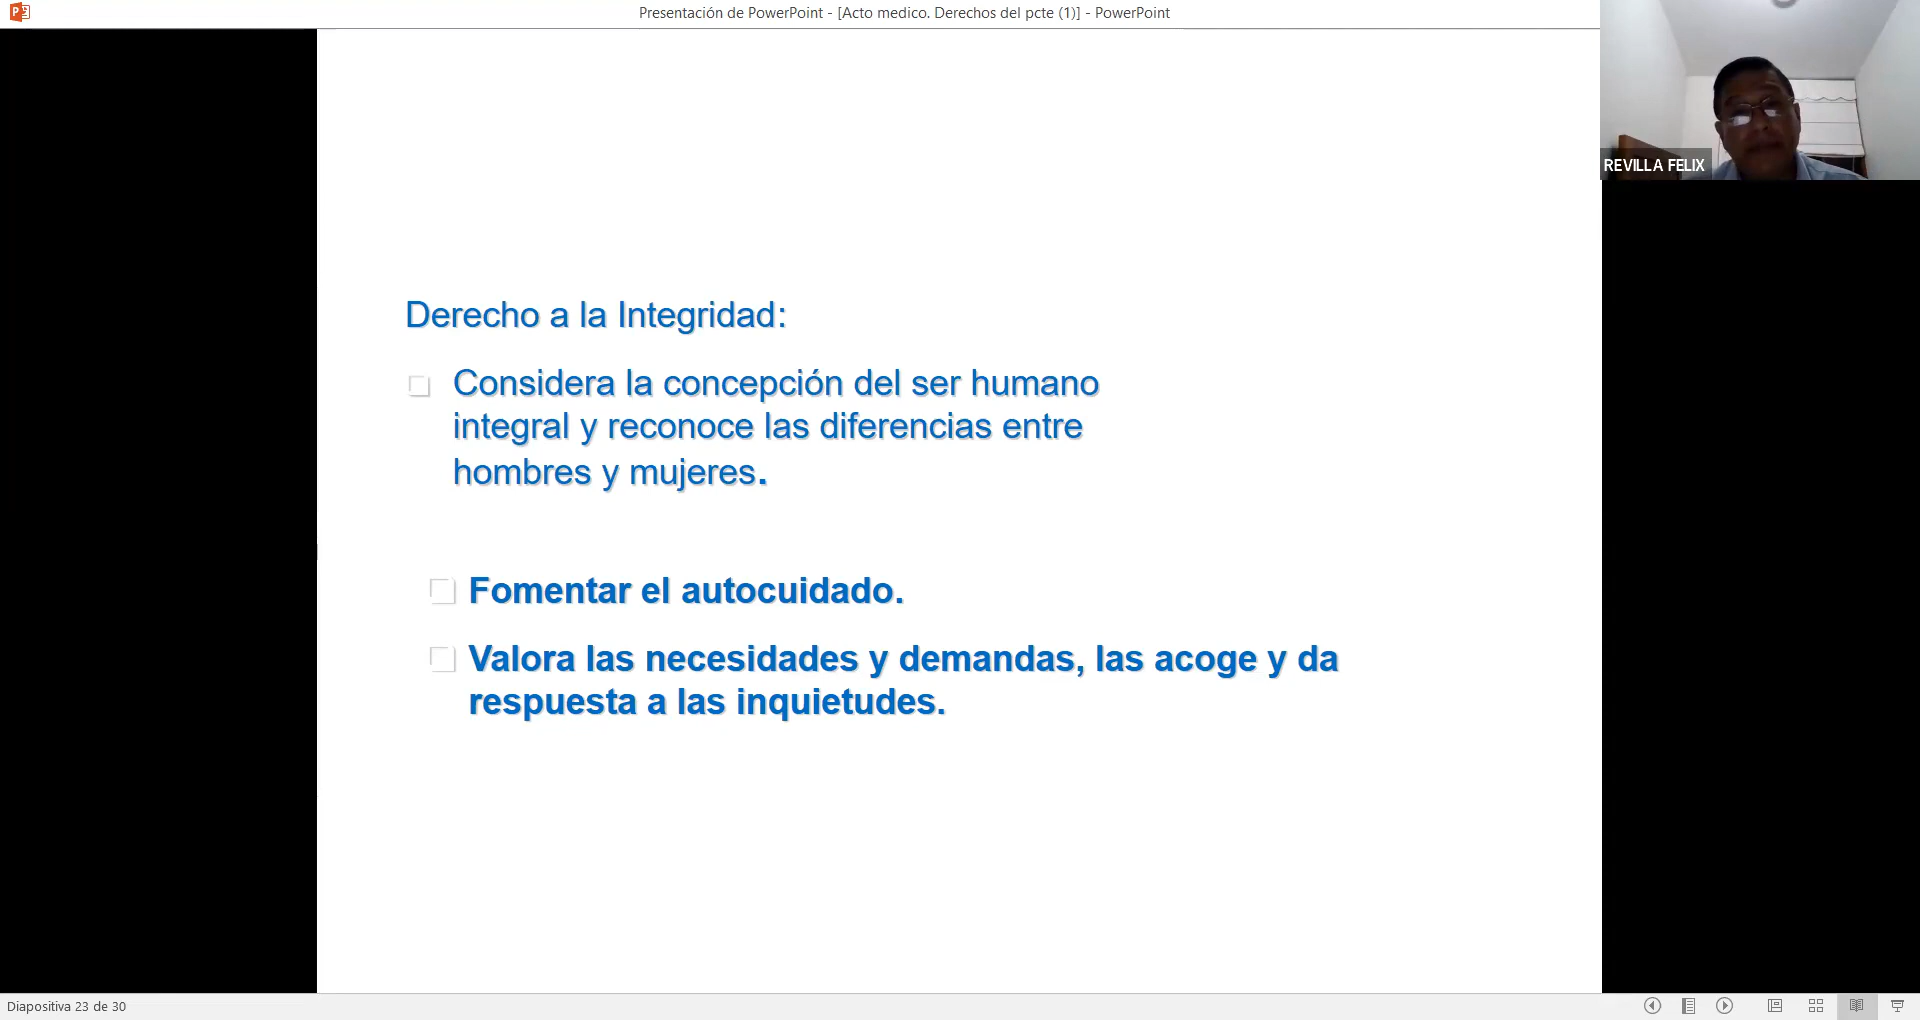 Presentación de PowerPoint - [Acto medico. Derechos del pcte (1)] - PowerPoint
REVILLA FELIX
Derecho a la Integridad:
Considera la concepción del ser humano
integral y reconoce las diferencias entre
hombres y mujeres.
Fomentar el autocuidado.
Valora las necesidades y demandas, las acoge y da
respuesta a las inquietudes.
Diapositiva 23 de 30